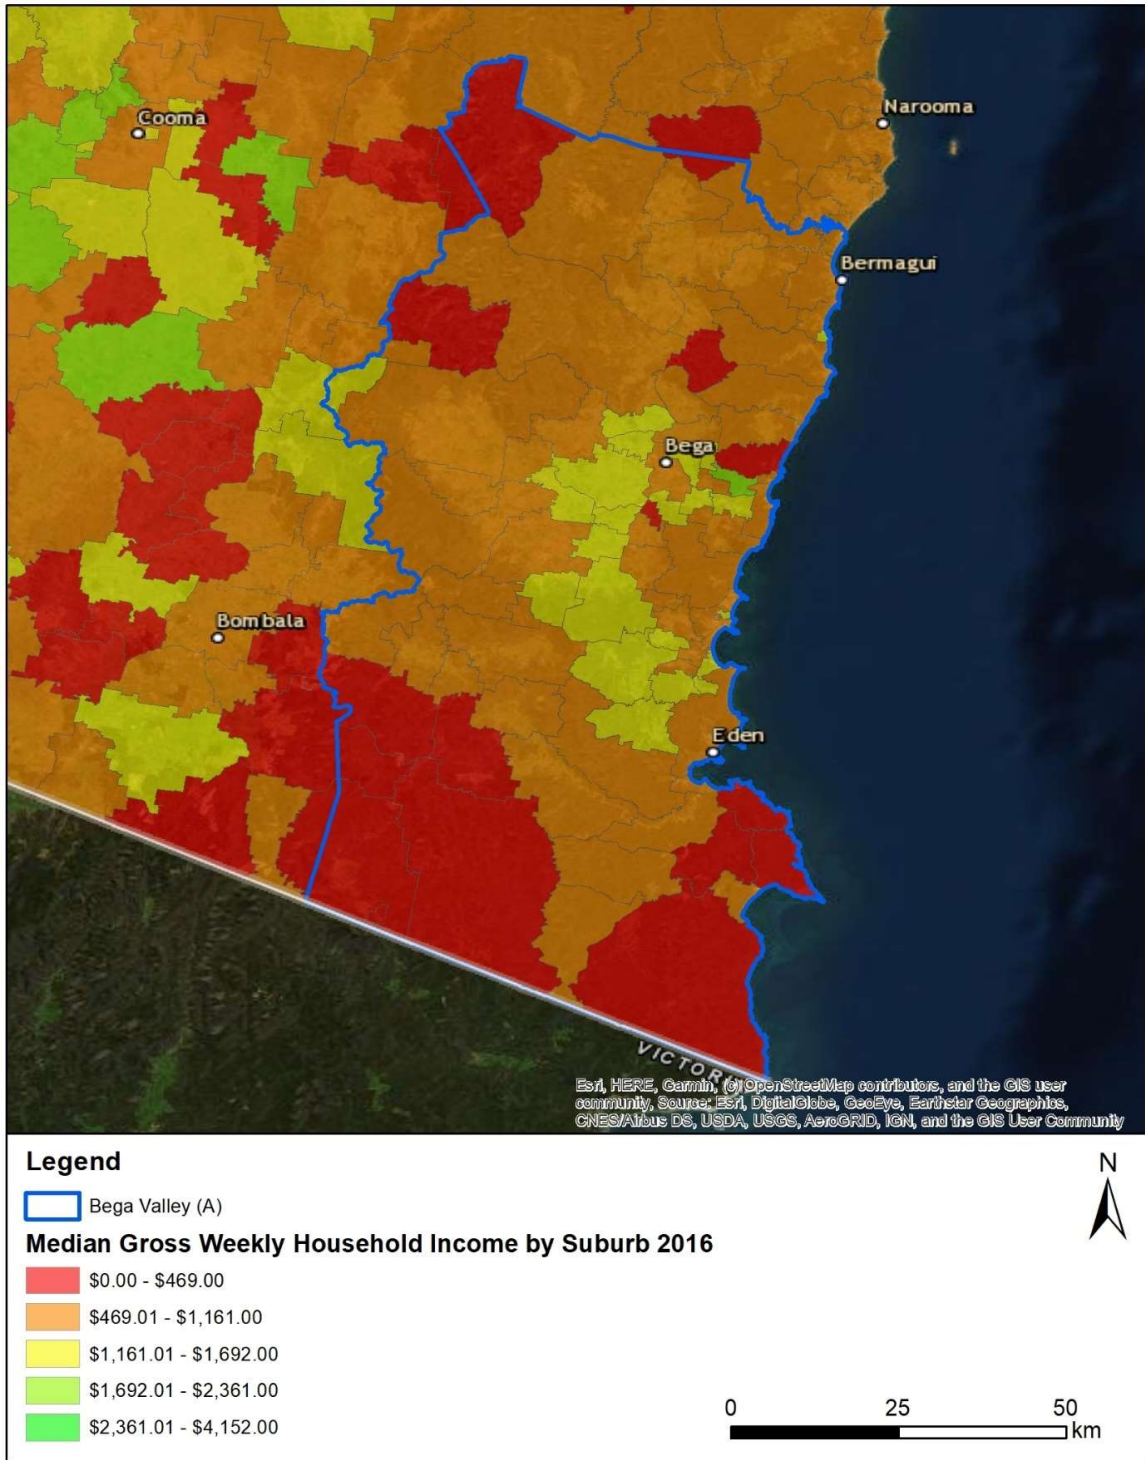 Cooma
Narooma
Bermagui
Bega
Bombala
Eden
Esri, HERE, Garmin, (c) OpenStreetMap contributors, and the GIS user
community, Source: Esri, DigitalGlobe, GeoEye, Earthstar Geographics,
CNES/Airbus DS, USDA, USGS, AeroGRID, IGN, and the GIS User Community
Legend
N
Bega Valley (A)
Median Gross Weekly Household Income by Suburb 2016
$0.00 - $469.00
$469.01 - $1,161.00
$1,161.01 - $1,692.00
$1,692.01 - $2,361.00
$2,361.01 - $4,152.00
0 25 50
km